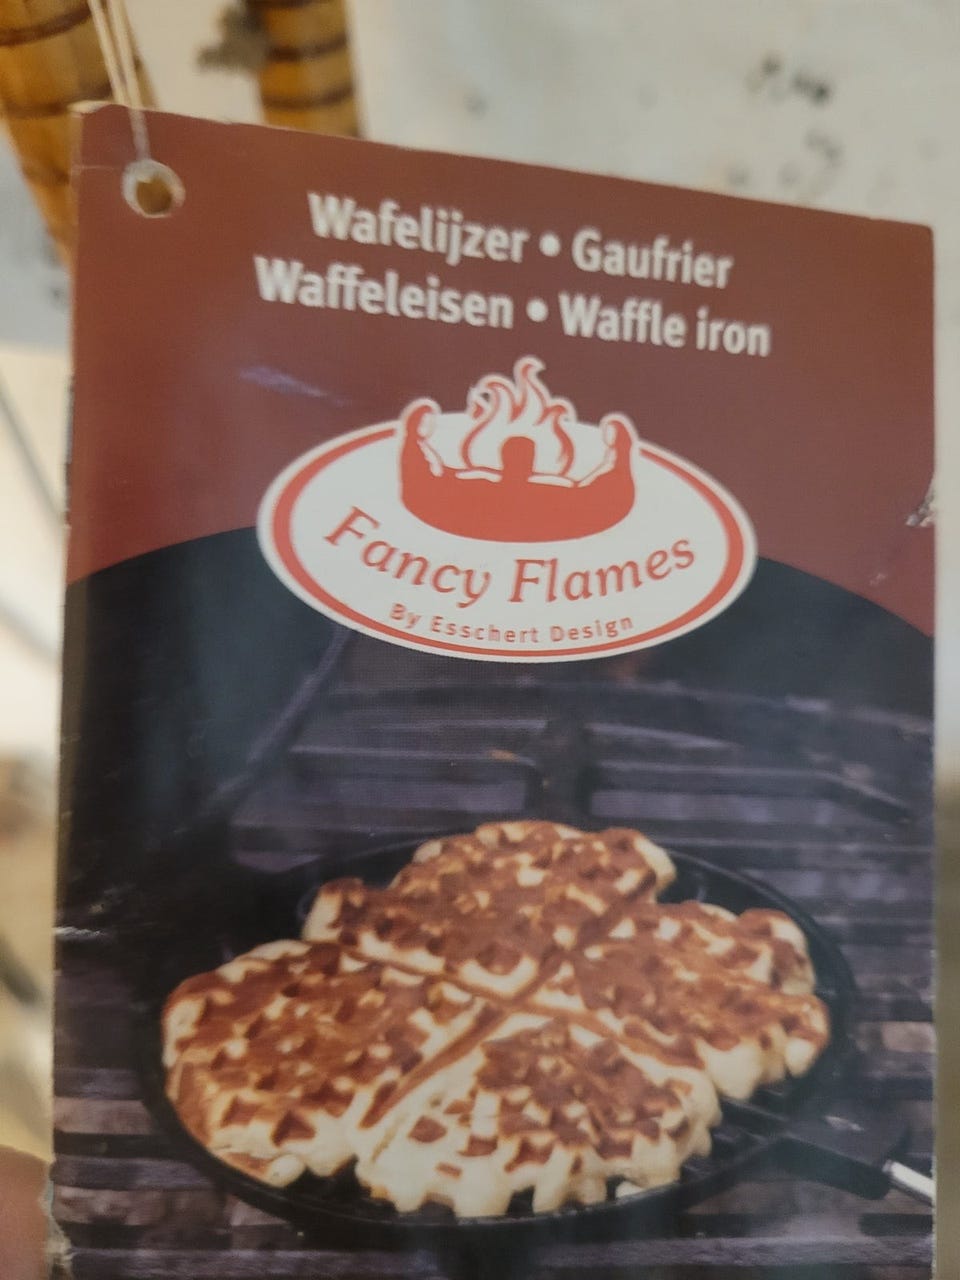 Wafelijzer • Gaufrier
Waffeleisen • Waffle iron
Fancy Flames
By Esschert Design